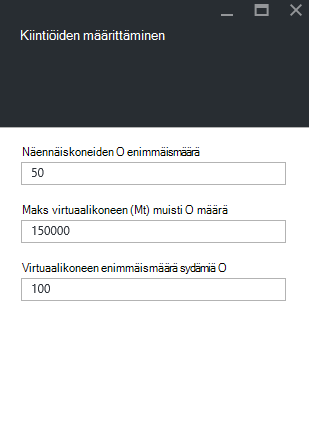 Kiintiöiden määrittäminen
Näennäiskoneiden O enimmäismäärä
50
Maks virtuaalikoneen (Mt) muisti O määrä
150000
Virtuaalikoneen enimmäismäärä sydämiä O
100